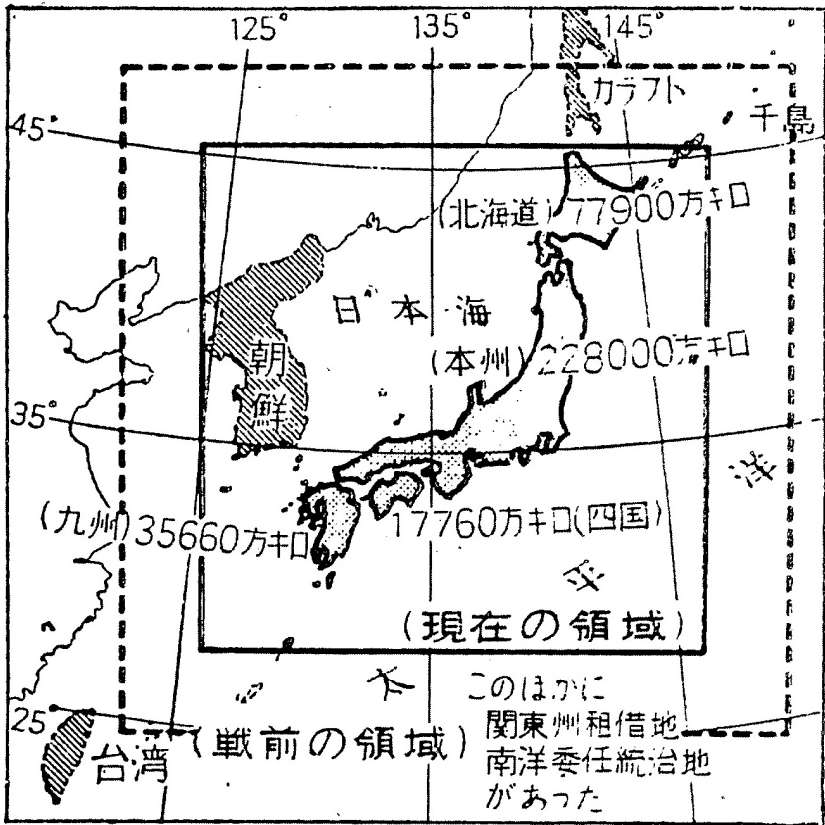 125°
135°
145°
カラフト
千島
45°
(北海道)77900方キロ
日本海
(本州)228000方キロ
朝鮮
35°
洋
(九州)35660方キロ
17760方キロ(四国)
平
(現在の領域)
太
このほかに
関東州租借地
南洋委任統治地
があった
25°
(戦前の領域)
台湾